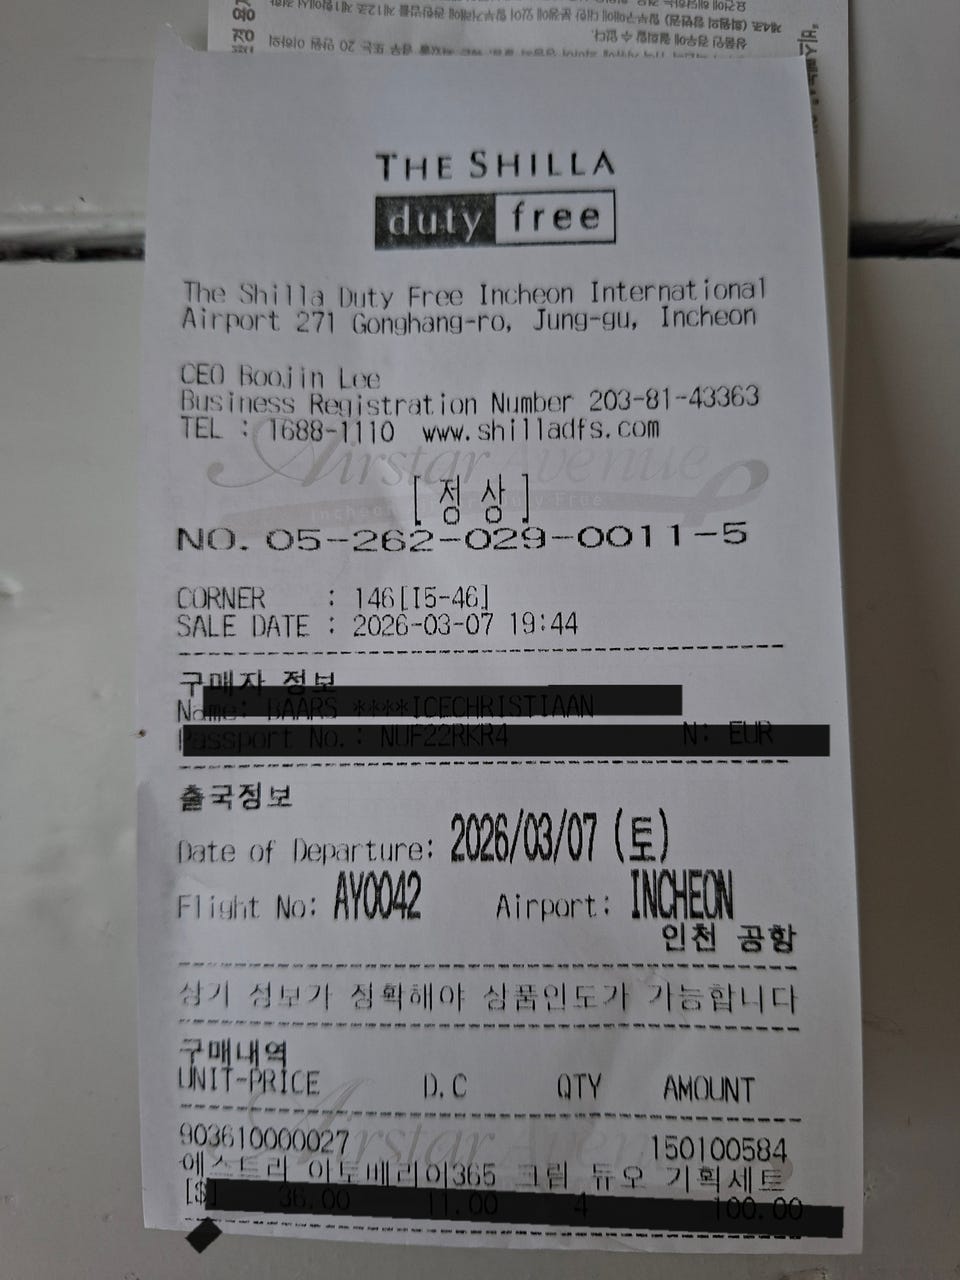 THE SHILLA
duty free
The Shilla Duty Free Incheon International
Airport 271 Gonghang-ro, Jung-gu, Incheon
CEO Boojin Lee
Business Registration Number 203-81-43363
TEL : 1688-1110 www.shilladfs.com
Airstar Avenue
[정상]
NO. 05-262-029-0011-5
CORNER : 146[I5-46]
SALE DATE : 2026-03-07 19:44
구매자 정보
출국정보
Date of Departure: 2026/03/07 (토)
Flight No: AY0042 Airport: INCHEON
인천 공항
상기 정보가 정확해야 상품인도가 가능합니다
구매내역
UNIT-PRICE D.C QTY AMOUNT
903610000027 150100584
에스트라 아토베리어365 크림 듀오 기획세트